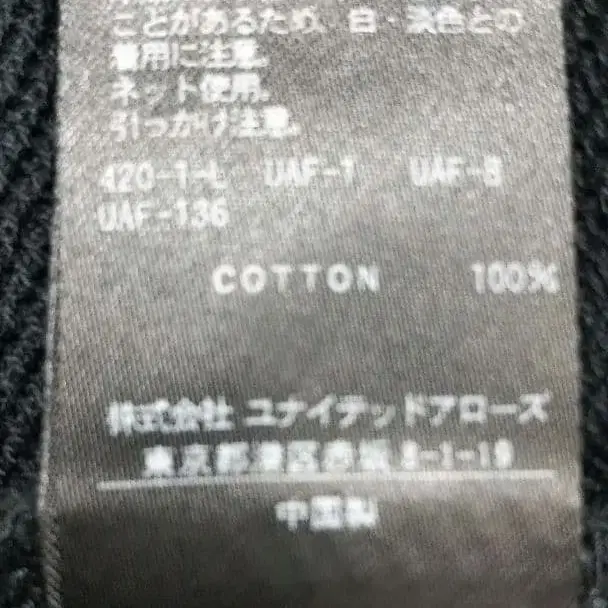 ことがあるため、白・淡色との
着用に注意。
ネット使用。
引っかけ注意。
420-1-L UAF-1 UAF-8
UAF-136
COTTON 100%
株式会社 ユナイテッドアローズ
東京都港区赤坂 8-1-19
中国製